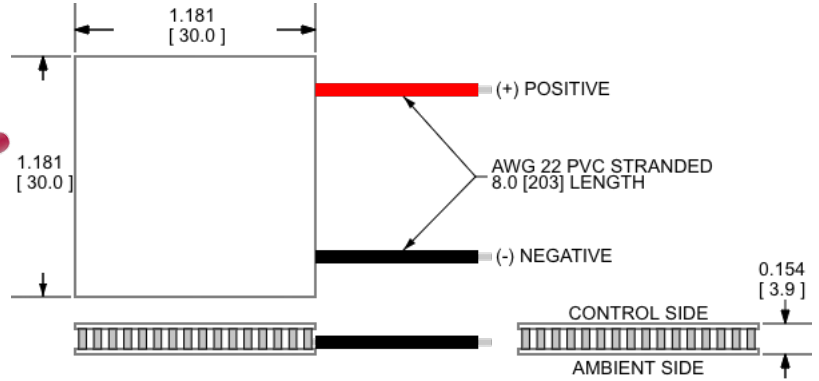 1.181
[ 30.0 ]
(+) POSITIVE
1.181
[ 30.0 ]
AWG 22 PVC STRANDED
8.0 [203] LENGTH
(-) NEGATIVE
0.154
[ 3.9 ]
CONTROL SIDE
AMBIENT SIDE